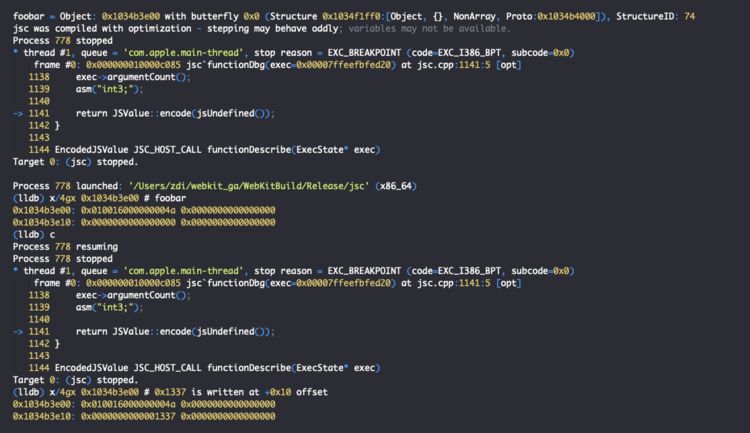 foobar = Object: 0x1034b3e00 with butterfly 0x0 (Structure 0x1034f1ff0:[Object, {}, NonArray, Proto:0x1034b4000]), StructureID: 74
jsc was compiled with optimization - stepping may behave oddly; variables may not be available.
Process 778 stopped
* thread #1, queue = 'com.apple.main-thread', stop reason = EXC_BREAKPOINT (code=EXC_I386_BPT, subcode=0x0)
    frame #0: 0x000000010000c085 jsc`functionDbg(exec=0x00007ffeefbfed20) at jsc.cpp:1141:5 [opt]
   1138     exec->argumentCount();
   1139     asm("int3;");
   1140
-> 1141     return JSValue::encode(jsUndefined());
   1142 }
   1143
   1144 EncodedJSValue JSC_HOST_CALL functionDescribe(ExecState* exec)
Target 0: (jsc) stopped.

Process 778 launched: '/Users/zdi/webkit_ga/WebKitBuild/Release/jsc' (x86_64)
(lldb) x/4gx 0x1034b3e00 # foobar
0x1034b3e00: 0x010016000000004a 0x0000000000000000
0x1034b3e10: 0x0000000000000000 0x0000000000000000
(lldb) c
Process 778 resuming
Process 778 stopped
* thread #1, queue = 'com.apple.main-thread', stop reason = EXC_BREAKPOINT (code=EXC_I386_BPT, subcode=0x0)
    frame #0: 0x000000010000c085 jsc`functionDbg(exec=0x00007ffeefbfed20) at jsc.cpp:1141:5 [opt]
   1138     exec->argumentCount();
   1139     asm("int3;");
   1140
-> 1141     return JSValue::encode(jsUndefined());
   1142 }
   1143
   1144 EncodedJSValue JSC_HOST_CALL functionDescribe(ExecState* exec)
Target 0: (jsc) stopped.
(lldb) x/4gx 0x1034b3e00 # 0x1337 is written at +0x10 offset
0x1034b3e00: 0x010016000000004a 0x0000000000000000
0x1034b3e10: 0x0000000000001337 0x0000000000000000